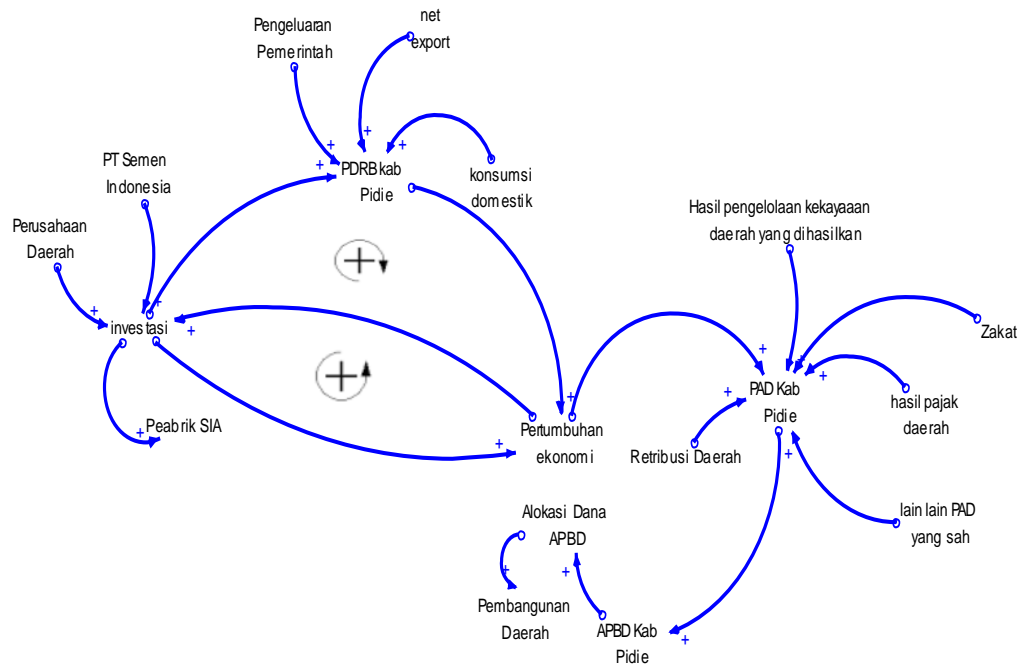 Pengeluaran
Pemerintah
net
export
PT Semen
Indonesia
Perusahaan
Daerah
PDRB kab
Pidie
konsumsi
domestik
Hasil pengelolaan kekayaaan
daerah yang dihasilkan
Zakat
investasi
Peabrik SIA
Pertumbuhan
ekonomi
PAD Kab
Pidie
hasil pajak
daerah
Retribusi Daerah
lain lain PAD
yang sah
Alokasi Dana
APBD
Pembangunan
Daerah
APBD Kab
Pidie